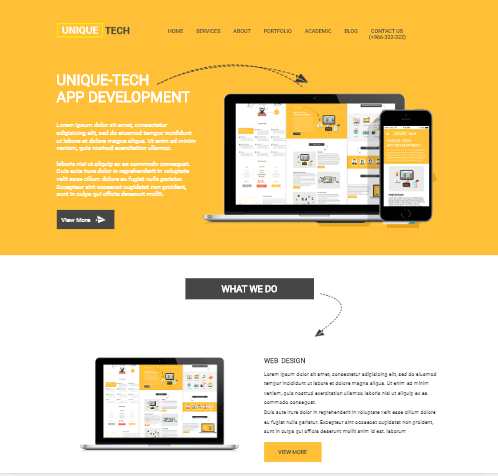 UNIQUE TECH
HOME SERVICES ABOUT PORTFOLIO ACADEMIC BLOG CONTACT US
(+966-322-322)
UNIQUE-TECH
APP DEVELOPMENT
Lorem ipsum dolor sit amet, consectetur
adipisicing elit, sed do eiusmod tempor incididunt
ut labore et dolore magna aliqua. Ut enim ad minim
veniam, quis nostrud exercitation ullamco.
laboris nisi ut aliquip ex ea commodo consequat.
Duis aute irure dolor in reprehenderit in voluptate
velit esse cillum dolore eu fugiat nulla pariatur.
Excepteur sint occaecat cupidatat non proident,
sunt in culpa qui officia deserunt mollit.
View More
WHAT WE DO
WEB DESIGN
Lorem ipsum dolor sit amet, consectetur adipisicing elit, sed do eiusmod
tempor incididunt ut labore et dolore magna aliqua. Ut enim ad minim
veniam, quis nostrud exercitation ullamco laboris nisi ut aliquip ex ea
commodo consequat.
Duis aute irure dolor in reprehenderit in voluptate velit esse cillum dolore
eu fugiat nulla pariatur. Excepteur sint occaecat cupidatat non proident,
sunt in culpa qui officia deserunt mollit anim id est. laborum
VIEW MORE